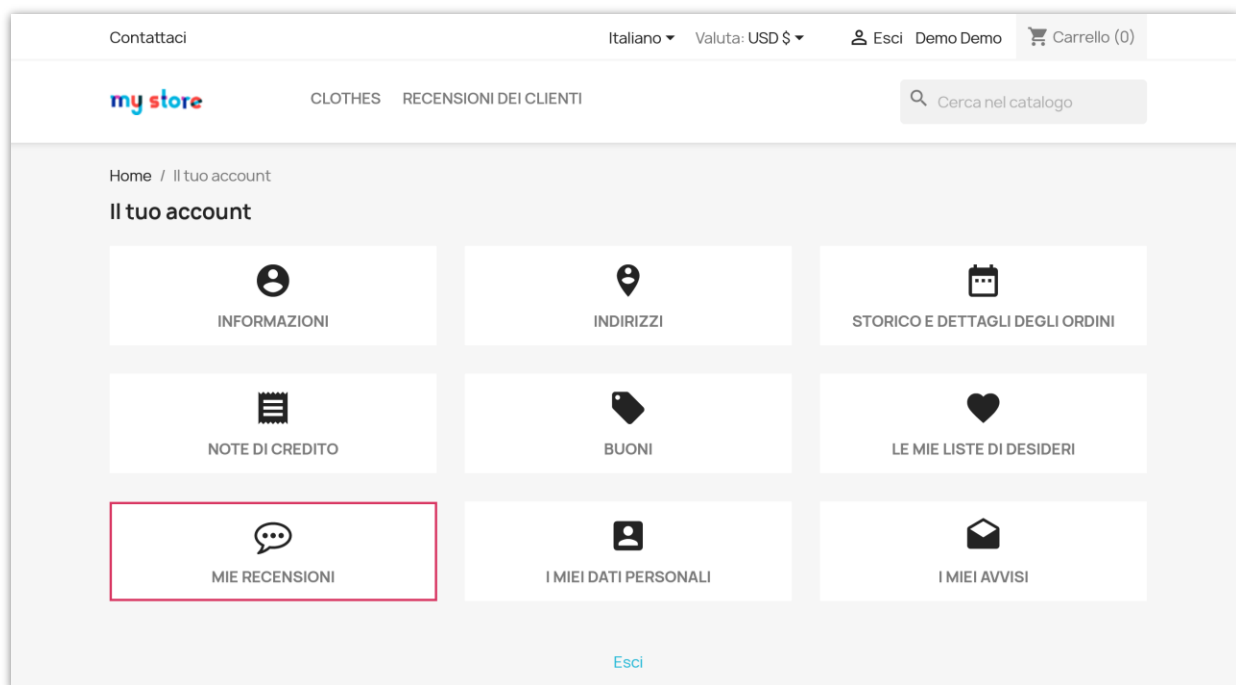 Contattaci Italiano Valuta: USD $ Esci Demo Demo Carrello (0)
my store CLOTHES RECENSIONI DEI CLIENTI Cerca nel catalogo
Home / Il tuo account
Il tuo account
INFORMAZIONI INDIRIZZI STORICO E DETTAGLI DEGLI ORDINI
NOTE DI CREDITO BUONI LE MIE LISTE DI DESIDERI
MIE RECENSIONI I MIEI DATI PERSONALI I MIEI AVVISI
Esci